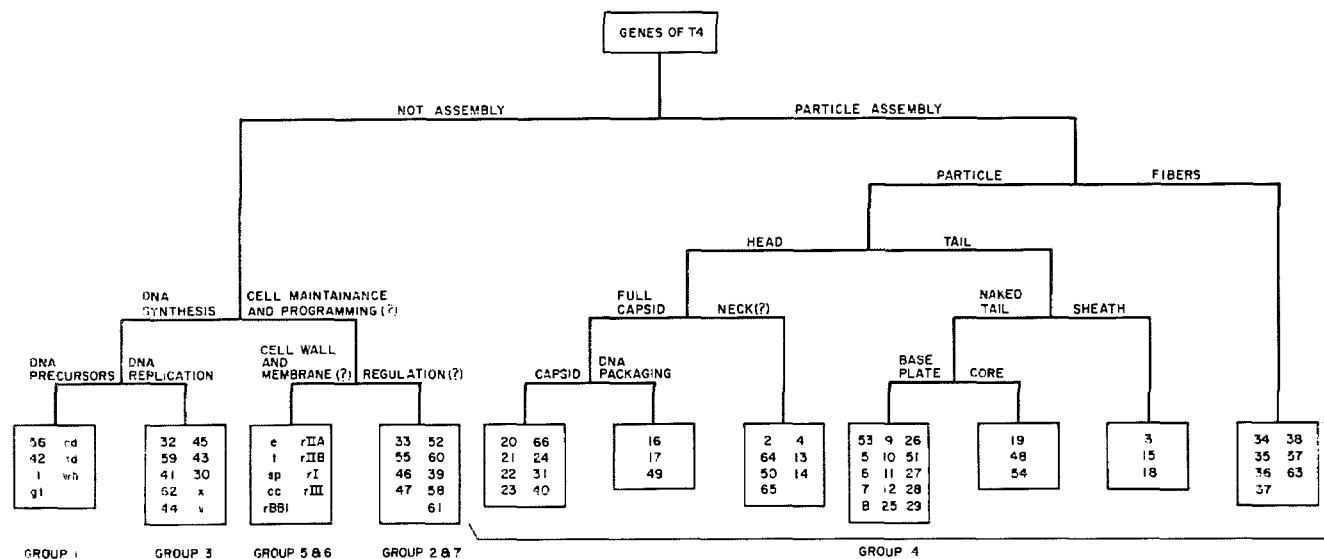 GENES OF T4
NOT ASSEMBLY
PARTICLE ASSEMBLY
PARTICLE
FIBERS
HEAD
TAIL
DNA
SYNTHESIS
CELL MAINTAINANCE
AND PROGRAMMING (?)
FULL
CAPSID
NECK(?)
NAKED
TAIL
SHEATH
DNA
PRECURSORS
DNA
REPLICATION
CELL WALL
AND
MEMBRANE (?)
REGULATION(?)
CAPSID
DNA
PACKAGING
BASE
PLATE
CORE
56 cd
42 td
1 wh
gt
32 45
59 43
41 30
62 x
44 v
e rIIA
t rIIB
sp rI
cc rIII
rBB1
33 52
55 60
46 39
47 58
61
20 66
21 24
22 31
23 40
16
17
49
2 4
64 13
50 14
65
53 9 26
5 10 51
6 11 27
7 12 28
8 25 29
19
48
54
3
15
18
34 38
35 57
36 63
37
GROUP 1
GROUP 3
GROUP 5 & 6
GROUP 2 & 7
GROUP 4